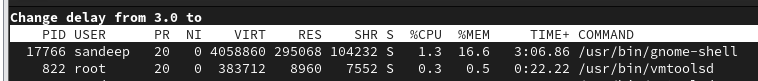 Change delay from 3.0 to
PID USER PR NI VIRT RES SHR S %CPU %MEM TIME+ COMMAND
17766 sandeep 20 0 4058860 295068 104232 S 1.3 16.6 3:06.86 /usr/bin/gnome-shell
822 root 20 0 383712 8960 7552 S 0.3 0.5 0:22.22 /usr/bin/vmtoolsd